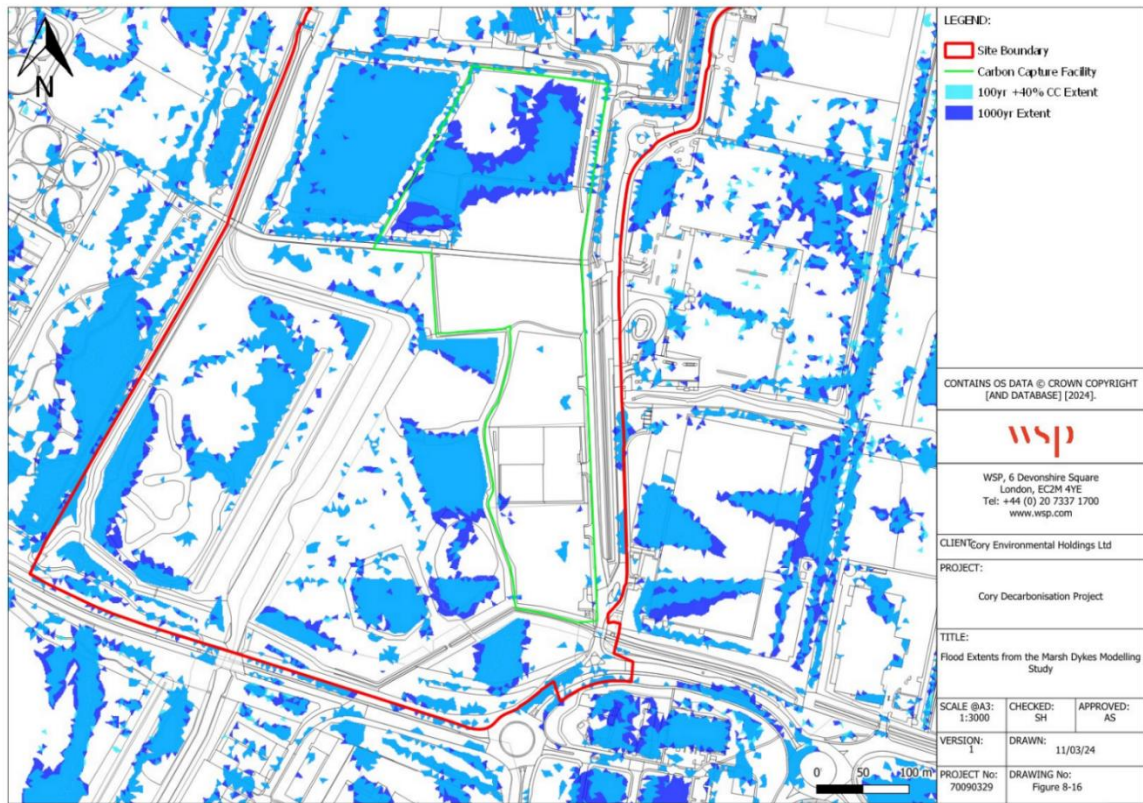 N
LEGEND:
Site Boundary
Carbon Capture Facility
100yr +40% CC Extent
1000yr Extent
CONTAINS OS DATA © CROWN COPYRIGHT
[AND DATABASE] [2024].
wsp
WSP, 6 Devonshire Square
London, EC2M 4YE
Tel: +44 (0) 20 7337 1700
www.wsp.com
CLIENT
Cory Environmental Holdings Ltd
PROJECT:
Cory Decarbonisation Project
TITLE:
Flood Extents from the Marsh Dykes Modelling
Study
SCALE @A3:
1:3000
CHECKED:
SH
APPROVED:
AS
VERSION:
1
DRAWN:
11/03/24
PROJECT No:
70090329
DRAWING No:
Figure 8-16
0 50 100 m